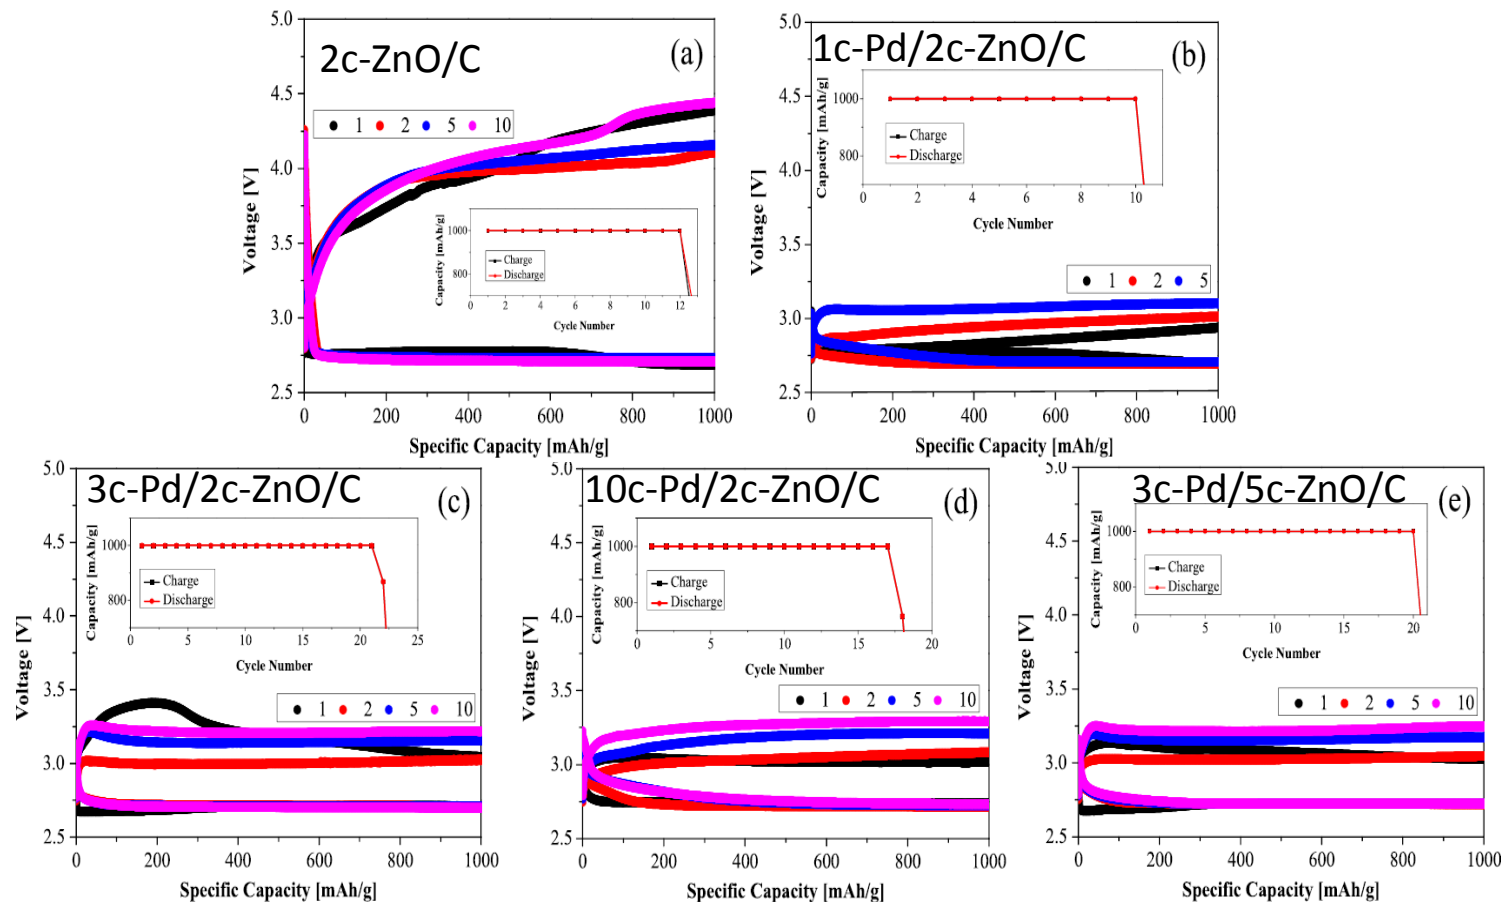 2c-ZnO/C
(a)
5.0
4.5
4.0
3.5
3.0
2.5
Voltage [V]
1 2 5 10
Capacity [mAh/g]
1000
800
Charge
Discharge
0 2 4 6 8 10 12
Cycle Number
0 200 400 600 800 1000
Specific Capacity [mAh/g]
1c-Pd/2c-ZnO/C
(b)
5.0
4.5
4.0
3.5
3.0
2.5
Voltage [V]
Capacity [mAh/g]
1000
800
Charge
Discharge
0 2 4 6 8 10
Cycle Number
1 2 5
0 200 400 600 800 1000
Specific Capacity [mAh/g]
3c-Pd/2c-ZnO/C
(c)
5.0
4.5
4.0
3.5
3.0
2.5
Voltage [V]
Capacity [mAh/g]
1000
800
Charge
Discharge
0 5 10 15 20 25
Cycle Number
1 2 5 10
0 200 400 600 800 1000
Specific Capacity [mAh/g]
10c-Pd/2c-ZnO/C
(d)
5.0
4.5
4.0
3.5
3.0
2.5
Voltage [V]
Capacity [mAh/g]
1000
800
Charge
Discharge
0 5 10 15 20
Cycle Number
1 2 5 10
0 200 400 600 800 1000
Specific Capacity [mAh/g]
3c-Pd/5c-ZnO/C
(e)
5.0
4.5
4.0
3.5
3.0
2.5
Voltage [V]
Capacity [mAh/g]
1000
800
Charge
Discharge
0 5 10 15 20
Cycle Number
1 2 5 10
0 200 400 600 800 1000
Specific Capacity [mAh/g]